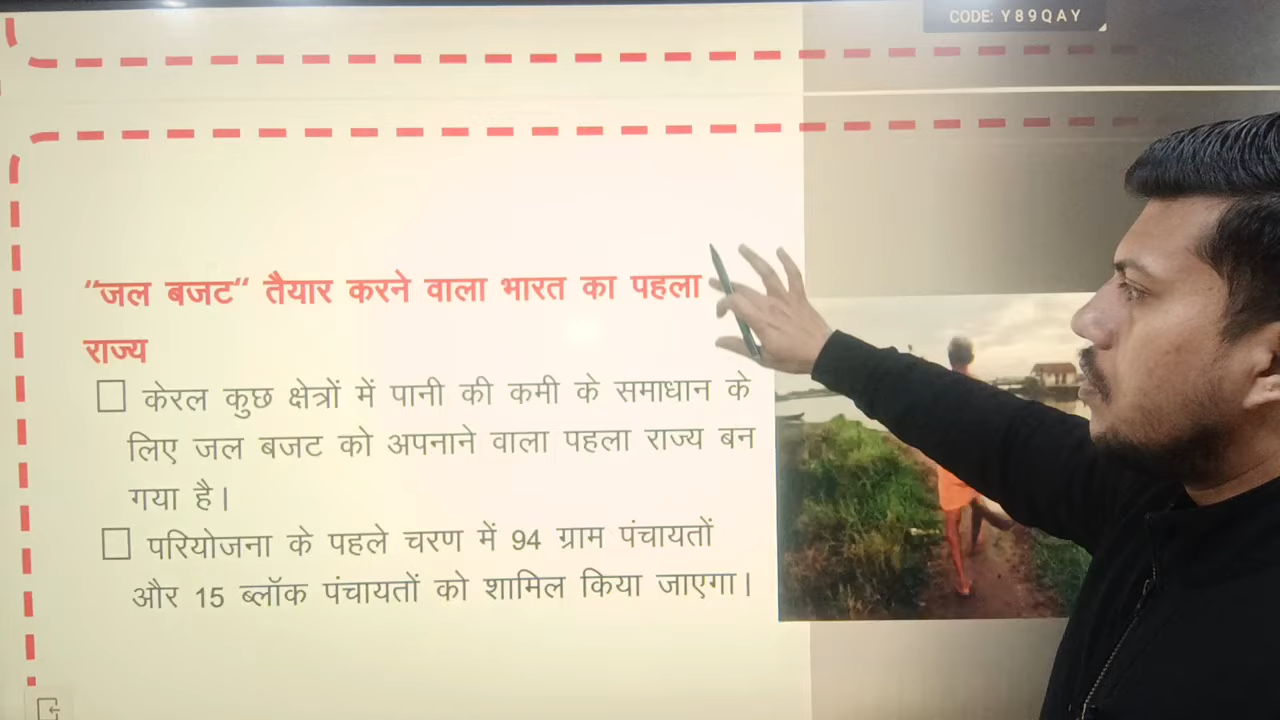 CODE: Y89QAY
“जल बजट” तैयार करने वाला भारत का पहला
राज्य
केरल कुछ क्षेत्रों में पानी की कमी के समाधान के
लिए जल बजट को अपनाने वाला पहला राज्य बन
गया है।
परियोजना के पहले चरण में 94 ग्राम पंचायतों
और 15 ब्लॉक पंचायतों को शामिल किया जाएगा।